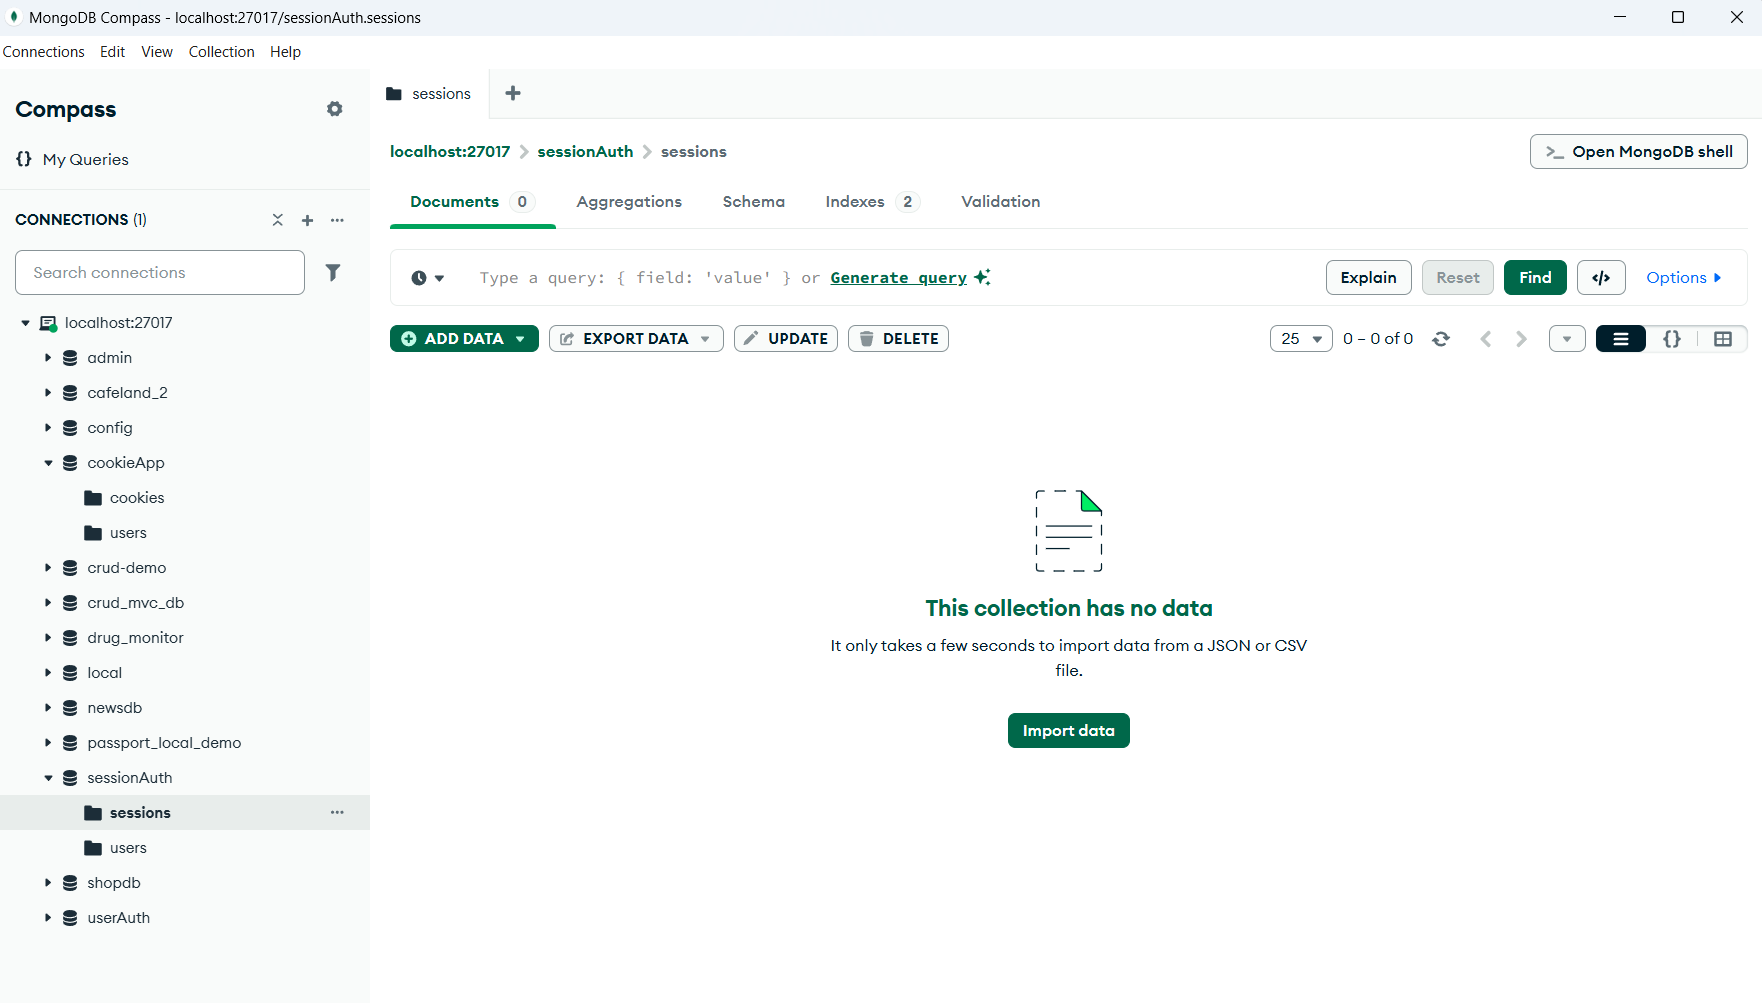 MongoDB Compass - localhost:27017/sessionAuth.sessions
Connections Edit View Collection Help
Compass
{} My Queries
CONNECTIONS (1)
Search connections
localhost:27017
admin
cafeland_2
config
cookieApp
cookies
users
crud-demo
crud_mvc_db
drug_monitor
local
newsdb
passport_local_demo
sessionAuth
sessions
users
shopdb
userAuth
sessions
localhost:27017 > sessionAuth > sessions
>_ Open MongoDB shell
Documents 0 Aggregations Schema Indexes 2 Validation
Type a query: { field: 'value' } or Generate query
Explain Reset Find </> Options
ADD DATA EXPORT DATA UPDATE DELETE
25 0 – 0 of 0 {}
This collection has no data
It only takes a few seconds to import data from a JSON or CSV
file.
Import data